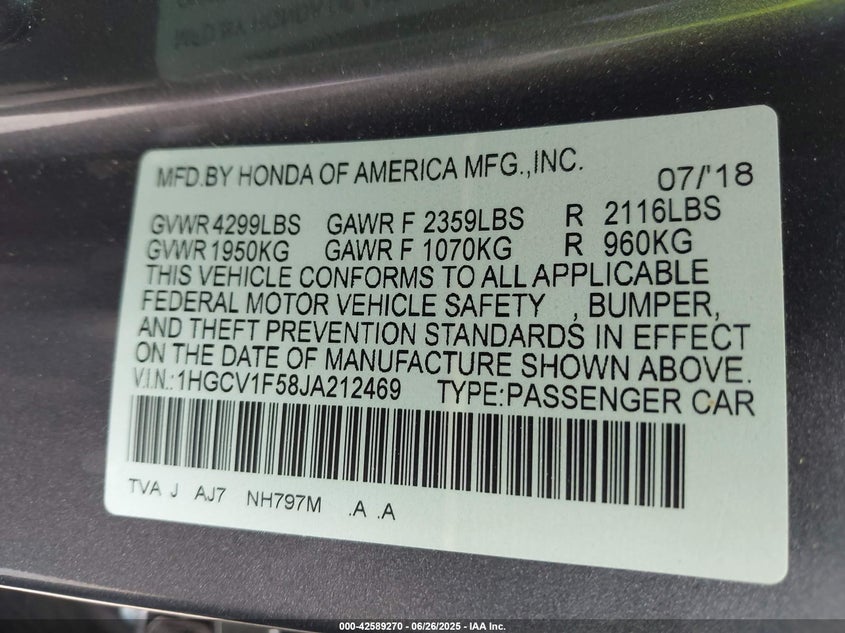 MFD.BY HONDA OF AMERICA MFG.,INC. 07/'18
GVWR 4299LBS GAWR F 2359LBS R 2116LBS
GVWR 1950KG GAWR F 1070KG R 960KG
THIS VEHICLE CONFORMS TO ALL APPLICABLE
FEDERAL MOTOR VEHICLE SAFETY , BUMPER,
AND THEFT PREVENTION STANDARDS IN EFFECT
ON THE DATE OF MANUFACTURE SHOWN ABOVE.
V.I.N.:1HGCV1F58JA212469 TYPE:PASSENGER CAR
TVA J AJ7 NH797M .A .A
000-42589270 - 06/26/2025 - IAA Inc.